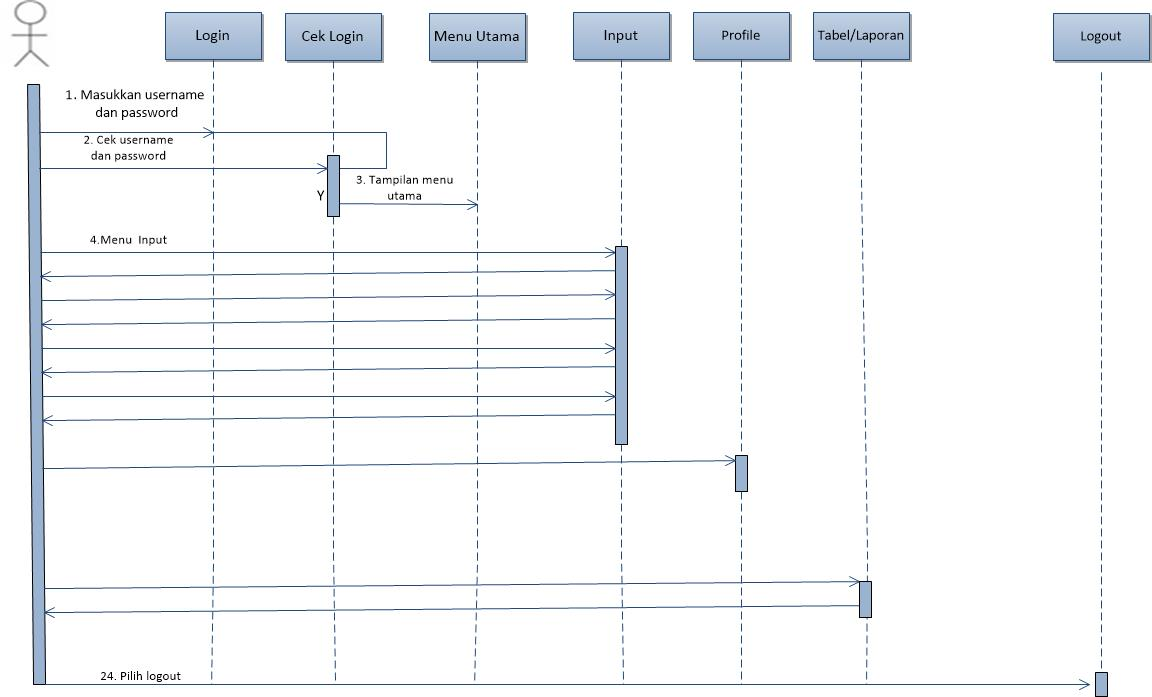 Login
Cek Login
Menu Utama
Input
Profile
Tabel/Laporan
Logout
1. Masukkan username
dan password
2. Cek username
dan password
3. Tampilan menu
utama
Y
4.Menu Input
24. Pilih logout